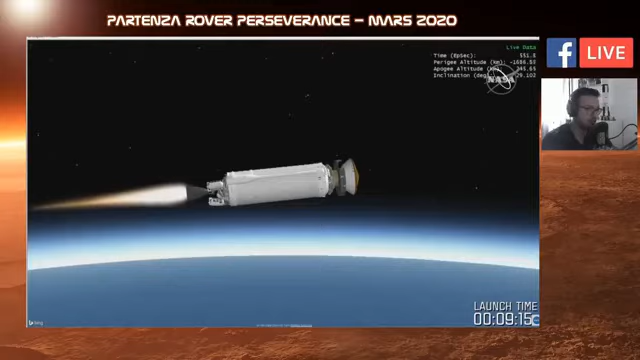 PARTENZA ROVER PERSEVERANCE – MARS 2020
f LIVE
Live Data
Time (EpSec):
Perigee Altitude (km):
Apogee Altitude (km):
Inclination
NASA
LAUNCH TIME
00:09:15
bing